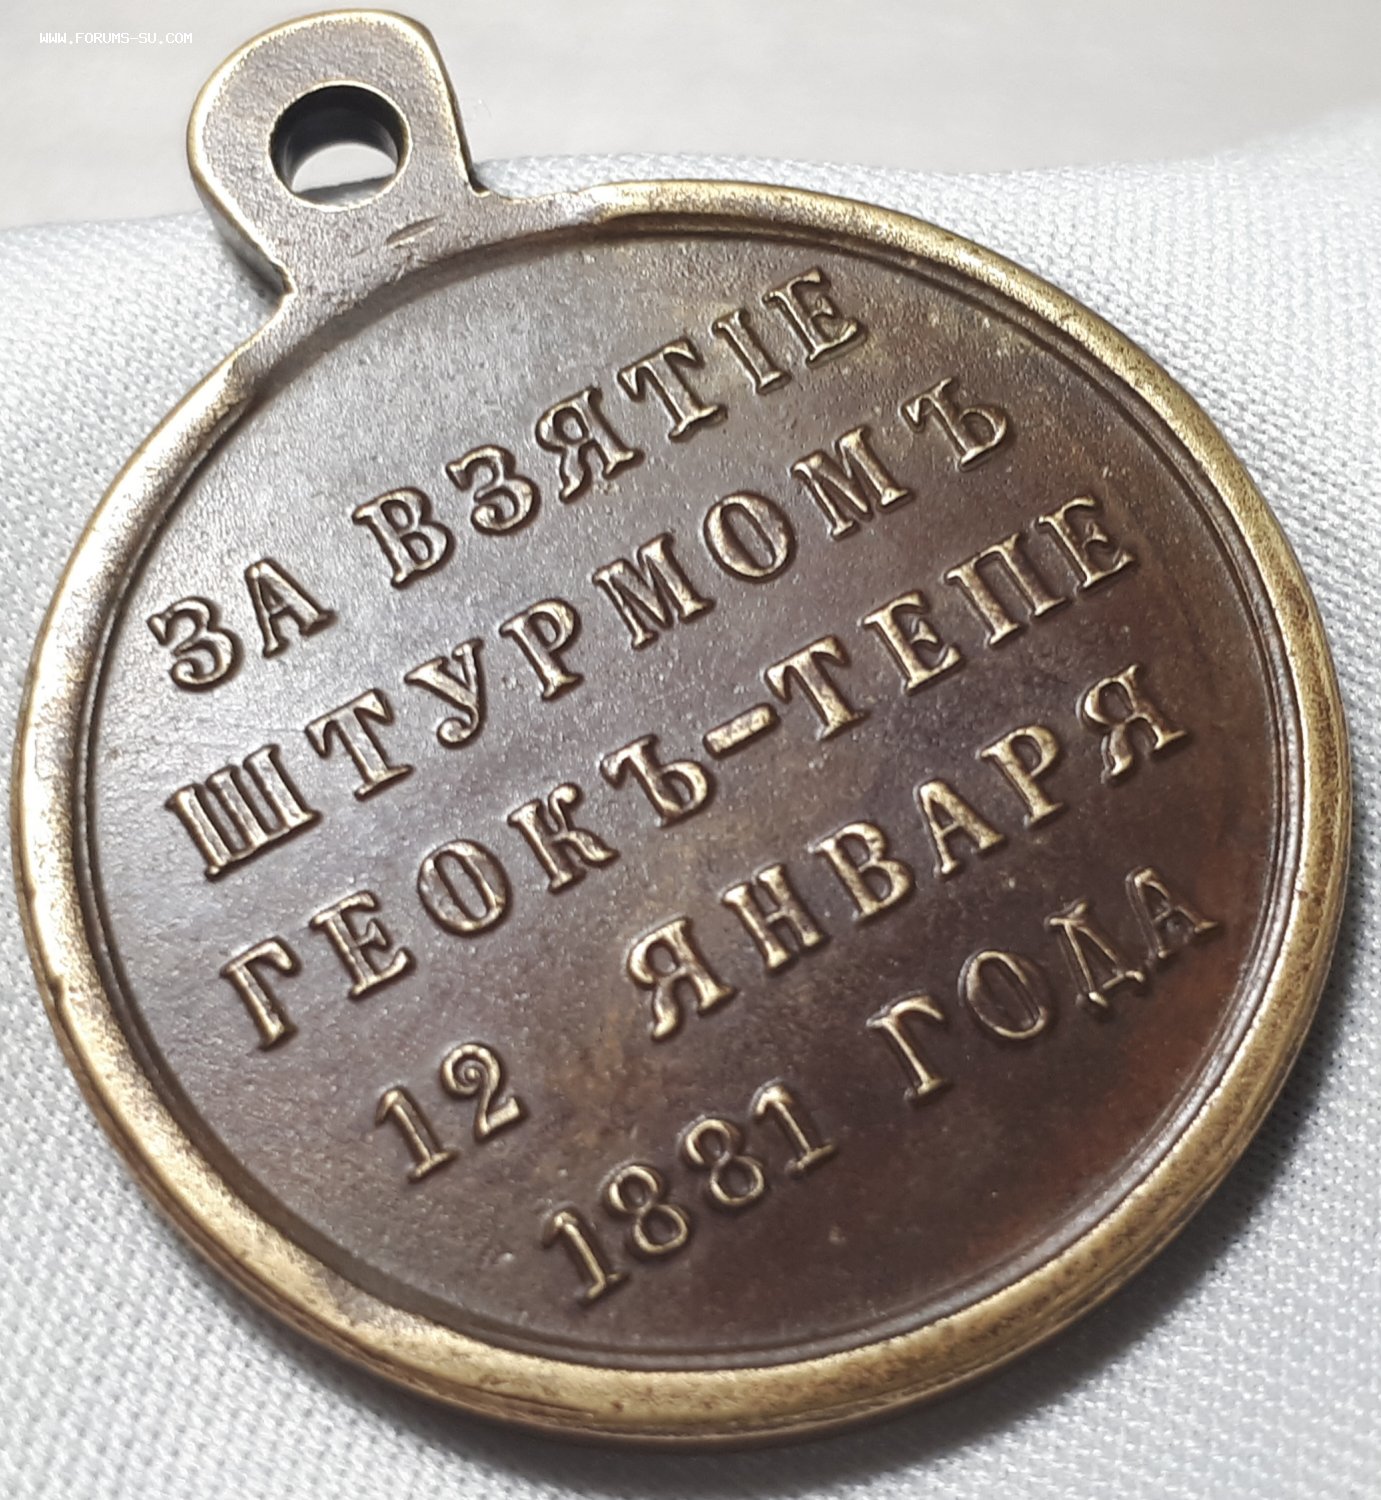 WWW.FORUMS-SU.COM
ЗА ВЗЯТІЕ
ШТУРМОМЪ
ГЕОКЪ-ТЕПЕ
12 ЯНВАРЯ
1881 ГОДА